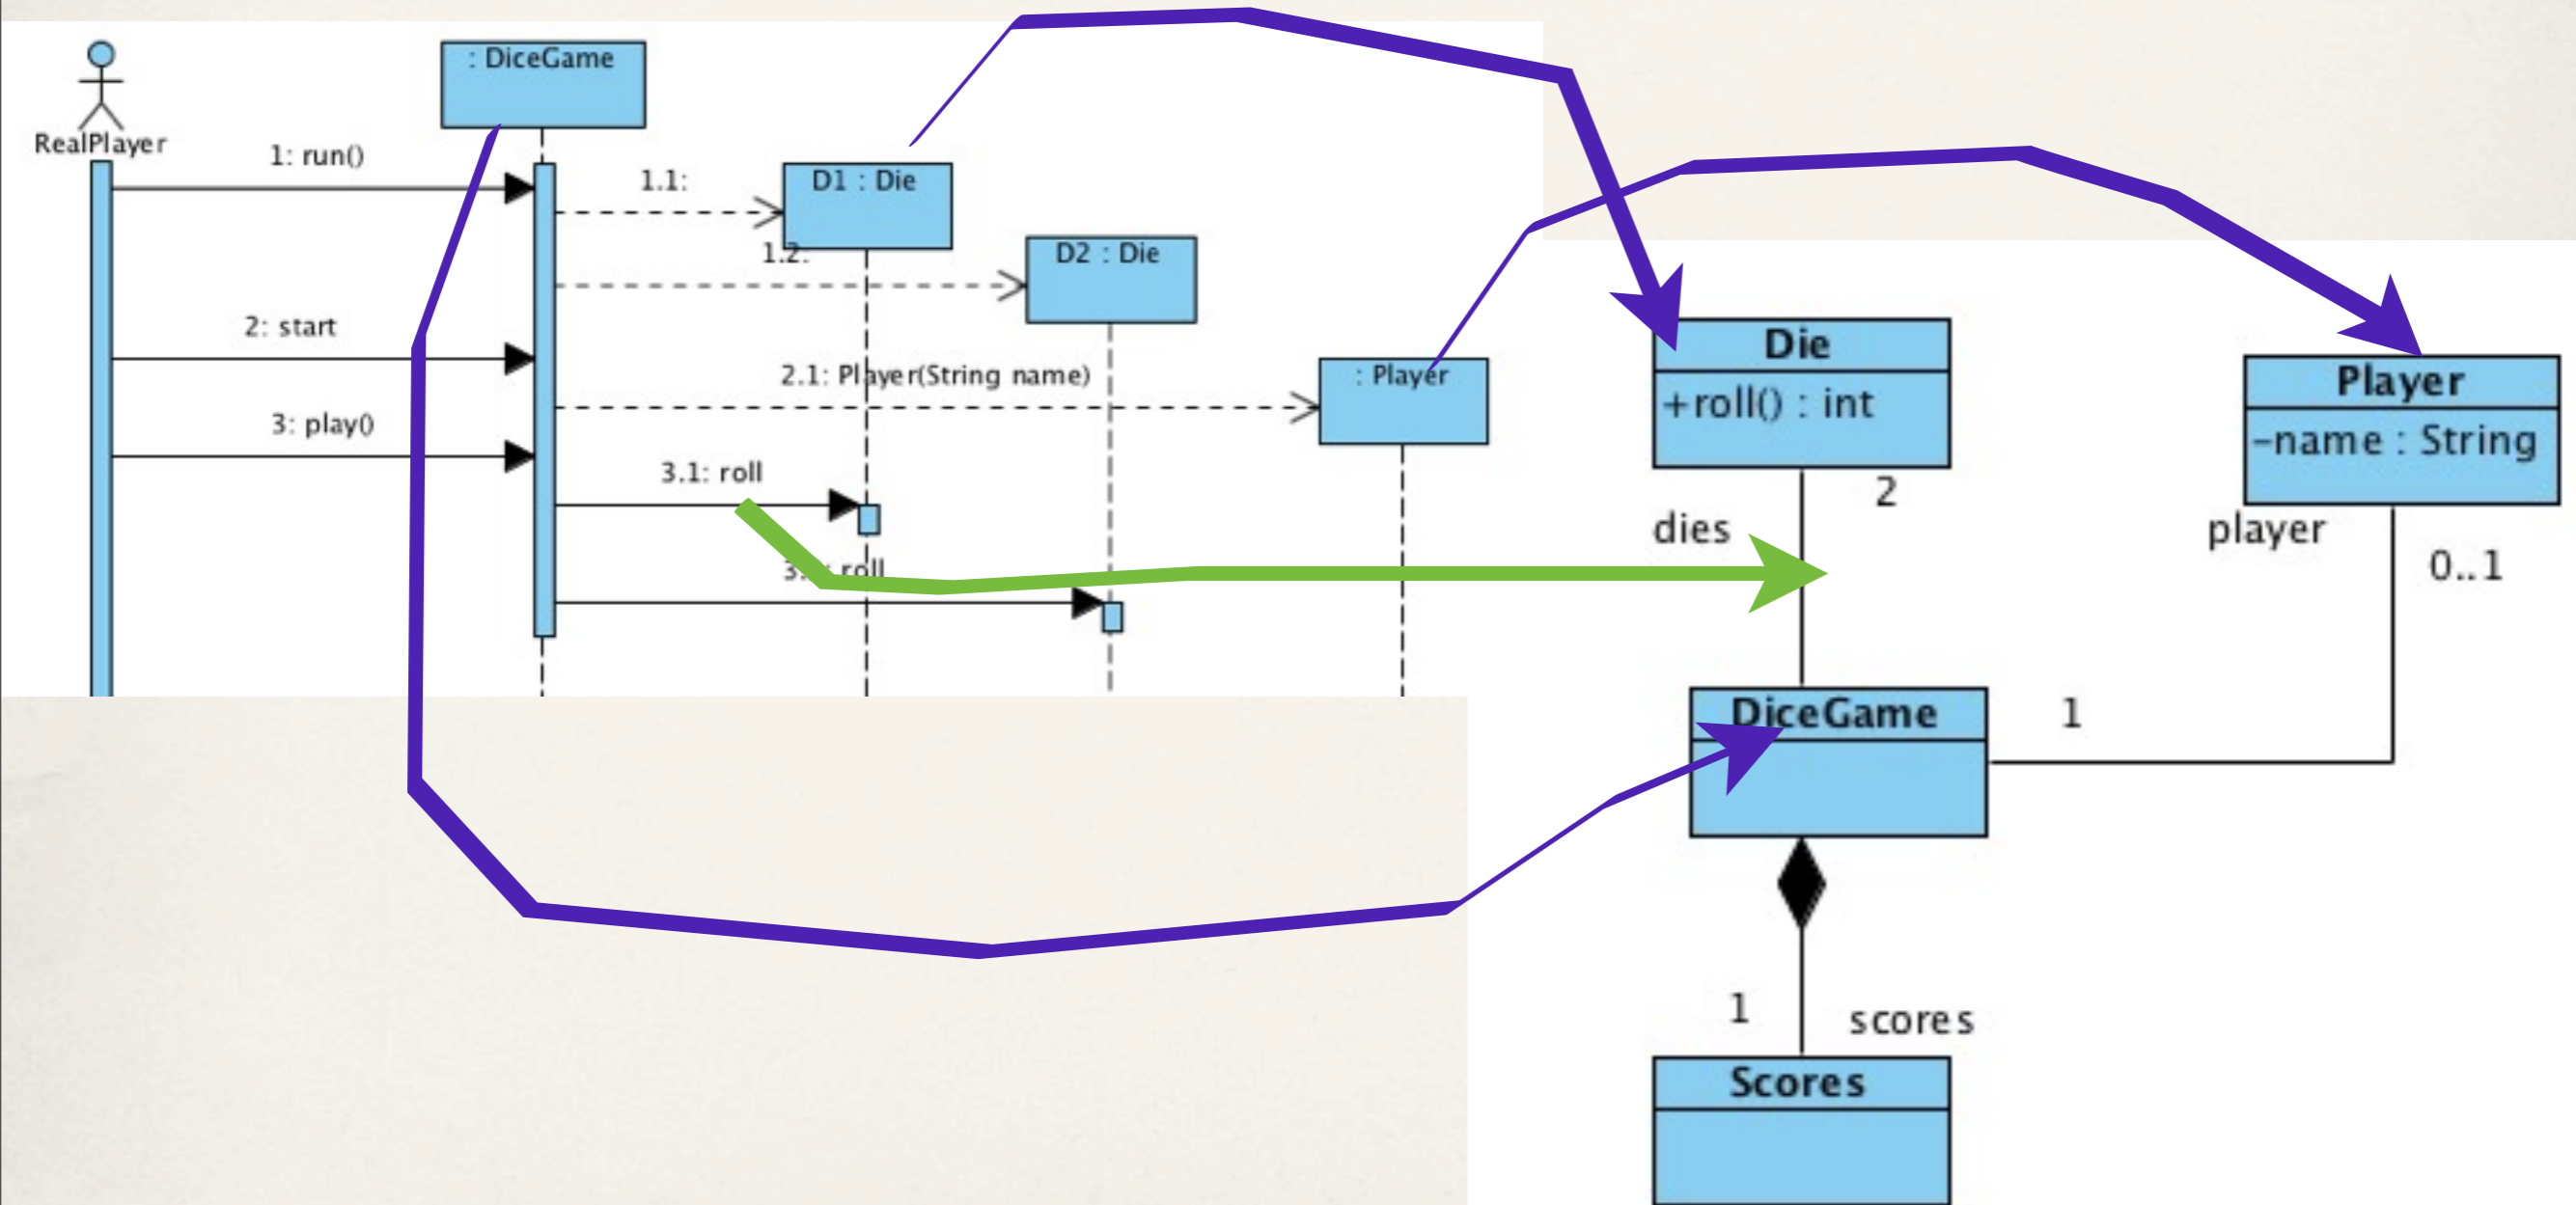 : DiceGame
RealPlayer
1: run()
1.1:
D1 : Die
1.2:
D2 : Die
2: start
2.1: Player(String name)
: Player
3: play()
3.1: roll
roll
Die
+roll() : int
2
dies
Player
-name : String
player
0..1
DiceGame
1
1
scores
Scores